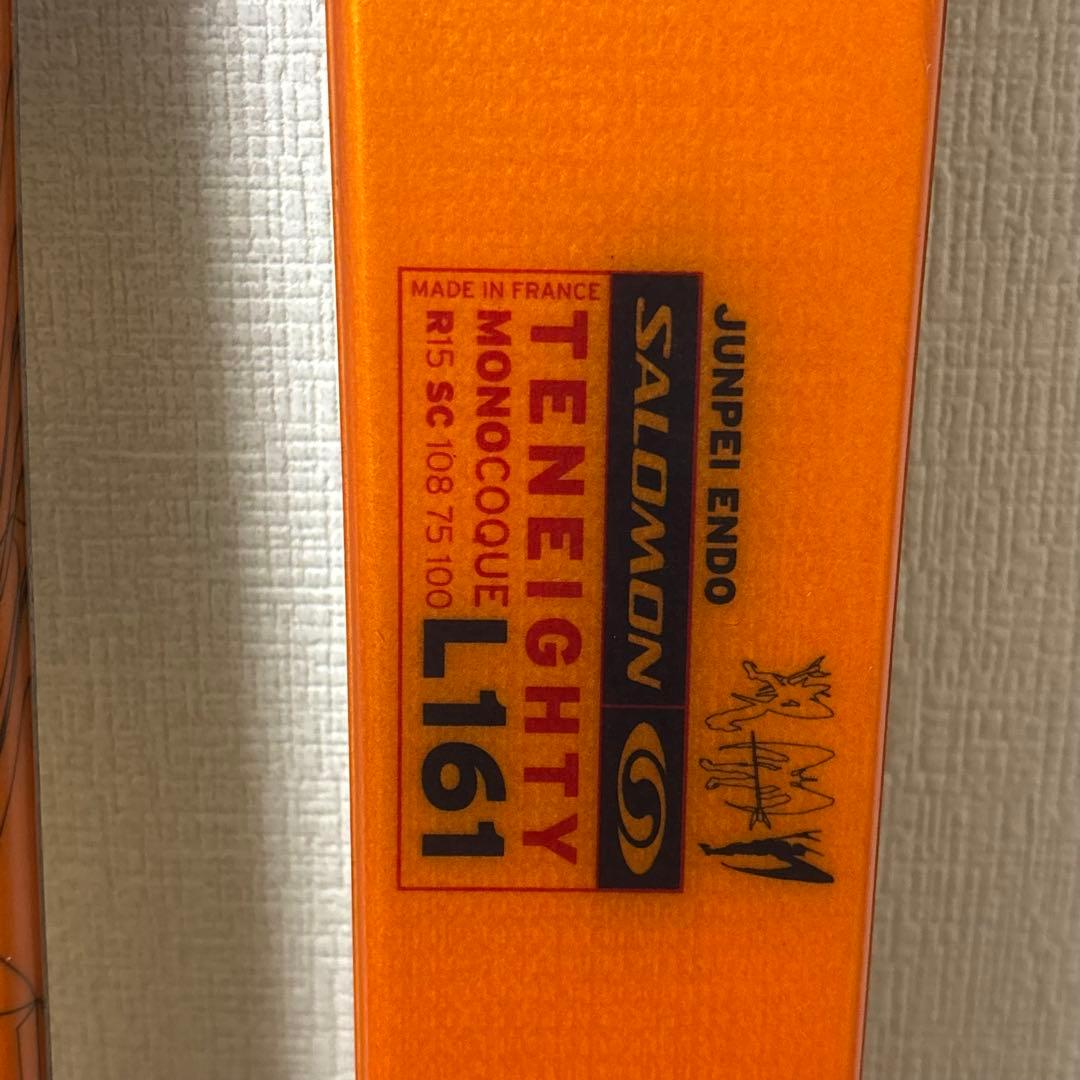 JUNPEI ENDO
SALOMON
TENEIGHTY
MONOCOQUE
R15 SC 108 75 100
L161
MADE IN FRANCE